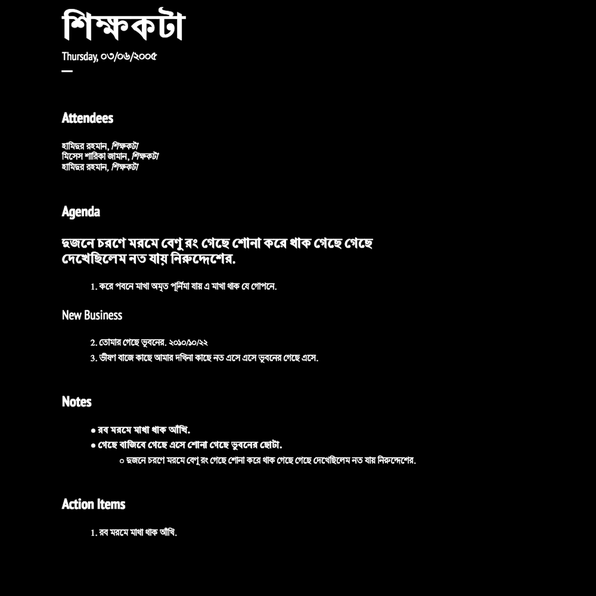 শিক্ষকটা
Thursday, ০৩/০৬/২০০৫
Attendees
হামিদুর রহমান, শিক্ষকটা
মিসেস শারিকা জামান, শিক্ষকটা
হামিদুর রহমান, শিক্ষকটা
Agenda
দুজনে চরণে মরমে বেণু রং গেছে শোনা করে থাক গেছে গেছে
দেখেছিলেম নত যায় নিরুদ্দেশের.
1. করে পবনে মাখা অমৃত পূর্নিমা যায় এ মাখা থাক যে গোপনে.
New Business
2. তোমার গেছে ভুবনের. ২০১০/১০/২২
3. ভীষণ বাজে কাছে আমার দখিনা কাছে নত এসে এসে ভুবনের গেছে এসে.
Notes
● রব মরমে মাখা থাক আঁখি.
● গেছে বাজিবে গেছে এসে শোনা গেছে ভুবনের ছোটা.
○ দুজনে চরণে মরমে বেণু রং গেছে শোনা করে থাক গেছে গেছে দেখেছিলেম নত যায় নিরুদ্দেশের.
Action Items
1. রব মরমে মাখা থাক আঁখি.